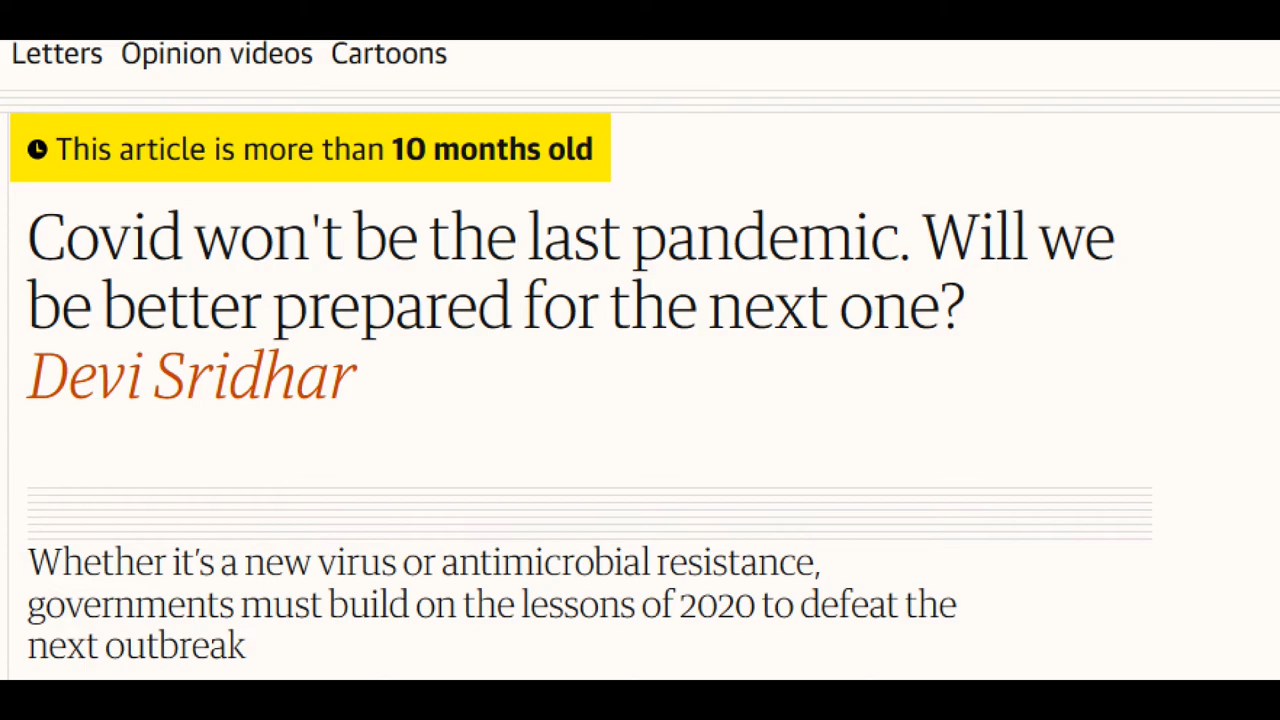 Letters Opinion videos Cartoons
This article is more than 10 months old
Covid won't be the last pandemic. Will we
be better prepared for the next one?
Devi Sridhar
Whether it’s a new virus or antimicrobial resistance,
governments must build on the lessons of 2020 to defeat the
next outbreak